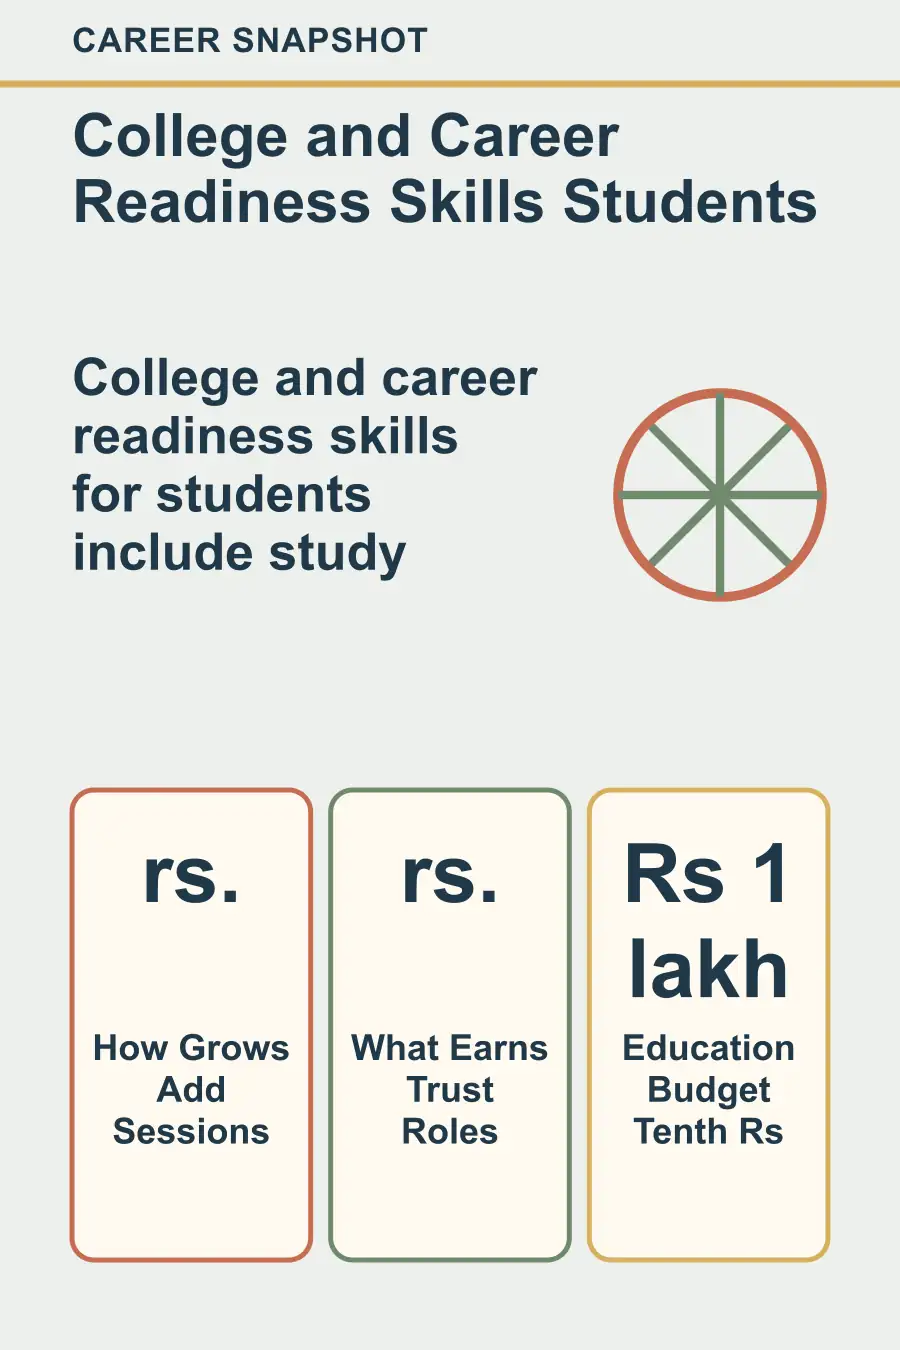 CAREER SNAPSHOT
College and Career
Readiness Skills Students
College and career
readiness skills
for students
include study
rs.
How Grows
Add
Sessions
rs.
What Earns
Trust
Roles
Rs 1
lakh
Education
Budget
Tenth Rs